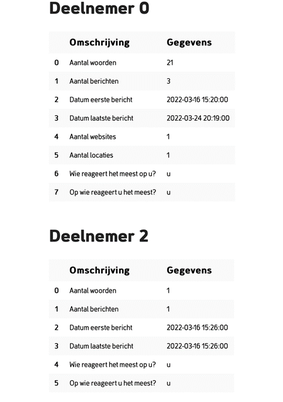 Deelnemer 0
Omschrijving Gegevens
0 Aantal woorden 21
1 Aantal berichten 3
2 Datum eerste bericht 2022-03-16 15:20:00
3 Datum laatste bericht 2022-03-24 20:19:00
4 Aantal websites 1
5 Aantal locaties 1
6 Wie reageert het meest op u? u
7 Op wie reageert u het meest? u
Deelnemer 2
Omschrijving Gegevens
0 Aantal woorden 1
1 Aantal berichten 1
2 Datum eerste bericht 2022-03-16 15:26:00
3 Datum laatste bericht 2022-03-16 15:26:00
4 Wie reageert het meest op u? u
5 Op wie reageert u het meest? u